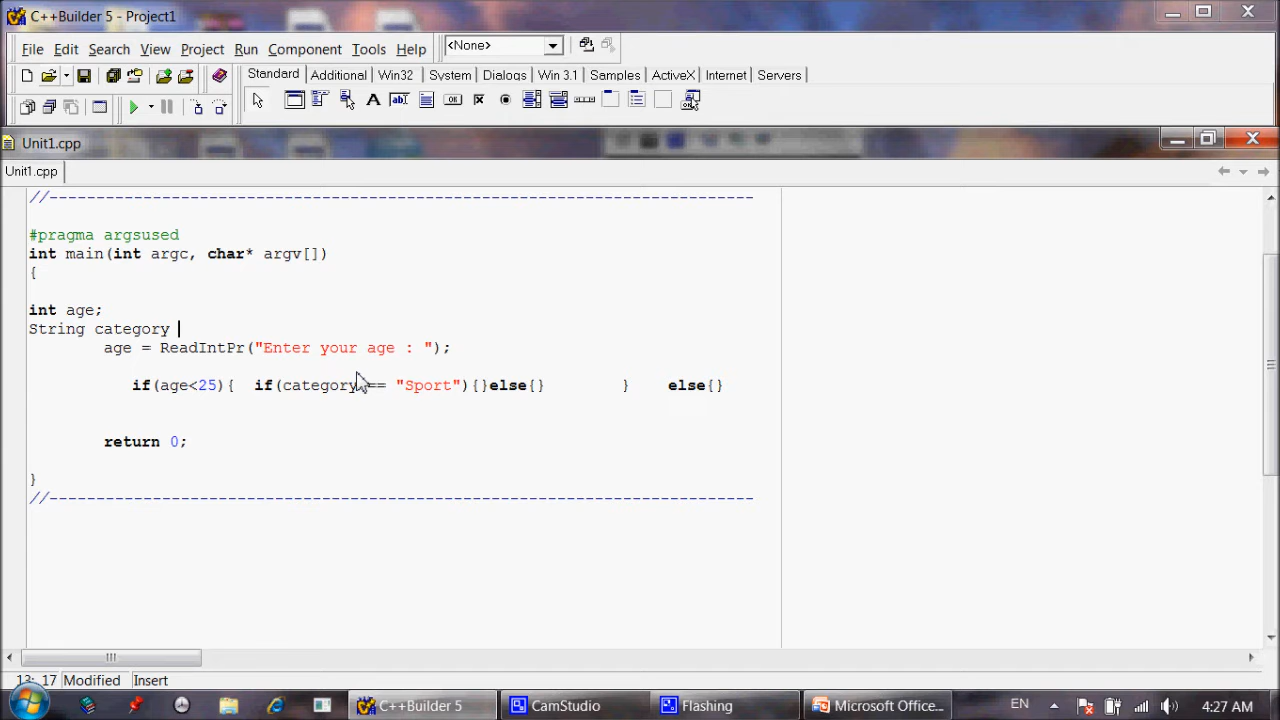 C++Builder 5 - Project1
File Edit Search View Project Run Component Tools Help <None>
Standard Additional Win32 System Dialogs Win 3.1 Samples ActiveX Internet Servers
Unit1.cpp
Unit1.cpp
//---------------------------------------------------------------------------
#pragma argsused
int main(int argc, char* argv[])
{
int age;
String category
age = ReadIntPr("Enter your age : ");
if(age<25){ if(category == "Sport"){}else{} } else{}
return 0;
}
//---------------------------------------------------------------------------
13: 17 Modified Insert
C++Builder 5 CamStudio Flashing Microsoft Office... EN 4:27 AM